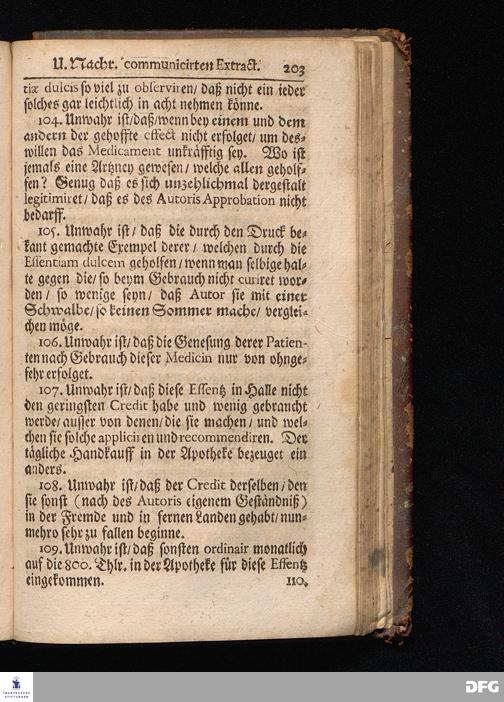 U. Nachr. communicirten Extract. 203
tiæ dulcis so viel zu observiren/ daß nicht ein ieder
solches gar leichtlich in acht nehmen könne.
104. Unwahr ist/daß/wenn bey einem und dem
andern der gehoffte effect nicht erfolget/ um des-
willen das Medicament unkräfftig sey. Wo ist
jemals eine Artzney gewesen/ welche allen geholf-
fen? Genug daß es sich unzehlichmal dergestalt
legitimiret/ daß es des Autoris Approbation nicht
bedarff.
105. Unwahr ist/ daß die durch den Druck be-
kant gemachte Exempel derer/ welchen durch die
Essentiam dulcem geholfen/ wenn man selbige hal-
te gegen die/ so beym Gebrauch nicht curiret wor-
den/ so wenige seyn/ daß Autor sie mit einer
Schwalbe/ so keinen Sommer mache/ verglei-
chen möge.
106. Unwahr ist/ daß die Genesung derer Patien-
ten nach Gebrauch dieser Medicin nur von ohnge-
fehr erfolget.
107. Unwahr ist/ daß diese Essentz in Halle nicht
den geringsten Credit habe und wenig gebraucht
werde/ ausser von denen/ die sie machen/ und wel-
chen sie solche appliciren und recommendiren. Der
tägliche Handkauff in der Apotheke bezeuget ein
anders.
108. Unwahr ist/ daß der Credit derselben/ den
sie sonst (nach des Autoris eigenem Geständniß)
in der Fremde und in fernen Landen gehabt/ nun-
mehro sehr zu fallen beginne.
109. Unwahr ist/ daß sonsten ordinair monatlich
auf die 800. Thlr. in der Apotheke für diese Essentz
eingekommen. 110.
FRANCKESCHE
STIFTUNGEN
DFG